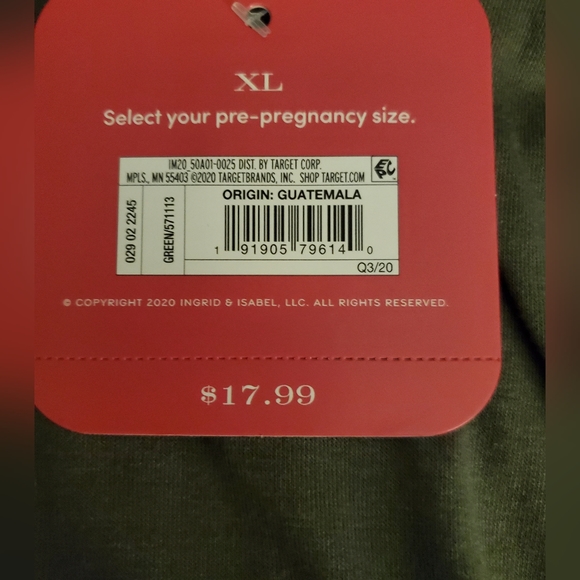 XL
Select your pre-pregnancy size.
IM20_50A01-0025 DIST. BY TARGET CORP.
MPLS., MN 55403 ©2020 TARGETBRANDS, INC. SHOP TARGET.COM
029 02 2245
GREEN/571113
ORIGIN: GUATEMALA
1 91905 79614 0
Q3/20
© COPYRIGHT 2020 INGRID & ISABEL, LLC. ALL RIGHTS RESERVED.
$17.99